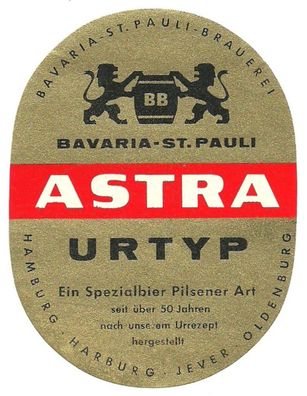 BAVARIA-ST. PAULI-BRAUEREI
BB
BAVARIA-ST. PAULI
ASTRA
URTYP
Ein Spezialbier Pilsener Art
seit über 50 Jahren
nach unserem Urrezept
hergestellt
HAMBURG · HARBURG · JEVER · OLDENBURG